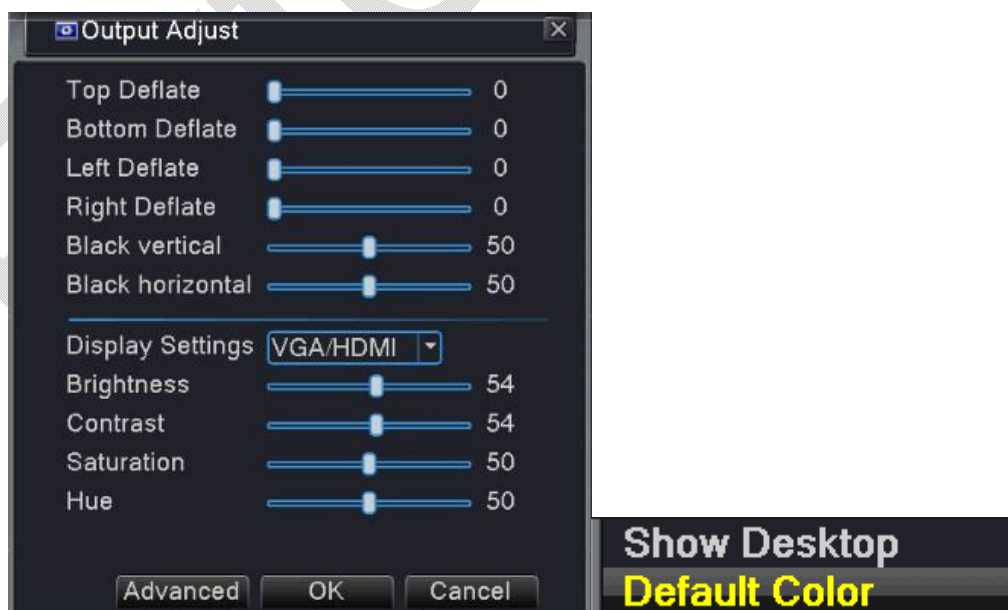 Output Adjust
Top Deflate 0
Bottom Deflate 0
Left Deflate 0
Right Deflate 0
Black vertical 50
Black horizontal 50
Display Settings VGA/HDMI
Brightness 54
Contrast 54
Saturation 50
Hue 50
Advanced OK Cancel
Show Desktop
Default Color